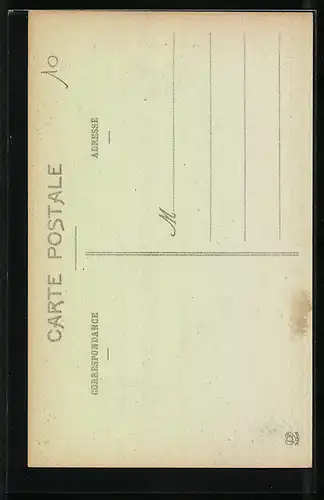 10
CARTE POSTALE
CORRESPONDANCE
ADRESSE
M